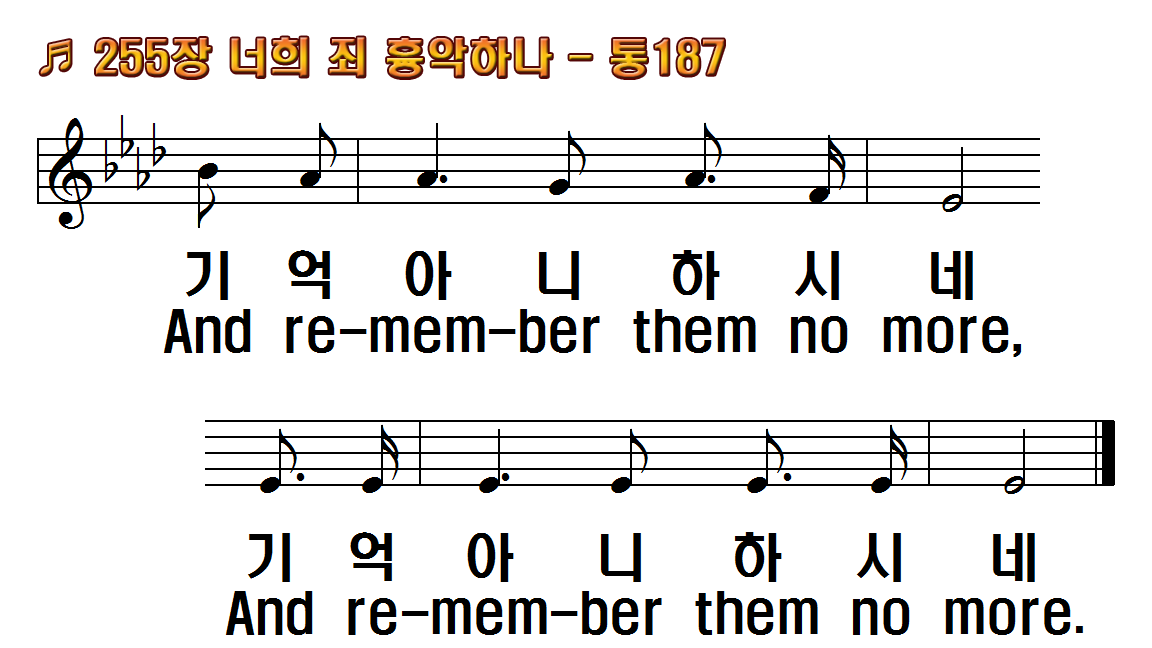 ♬ 255장 너희 죄 흉악하나 - 통187
기 억 아 니 하 시 네
And re-mem-ber them no more,
기 억 아 니 하 시 네
And re-mem-ber them no more.